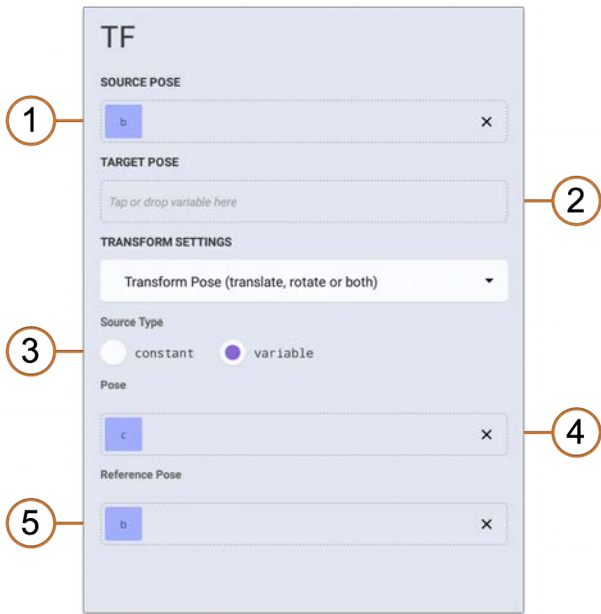 TF
SOURCE POSE
1
b ×
TARGET POSE
Tap or drop variable here
2
TRANSFORM SETTINGS
Transform Pose (translate, rotate or both)
Source Type
3
constant variable
Pose
c ×
4
Reference Pose
5
b ×